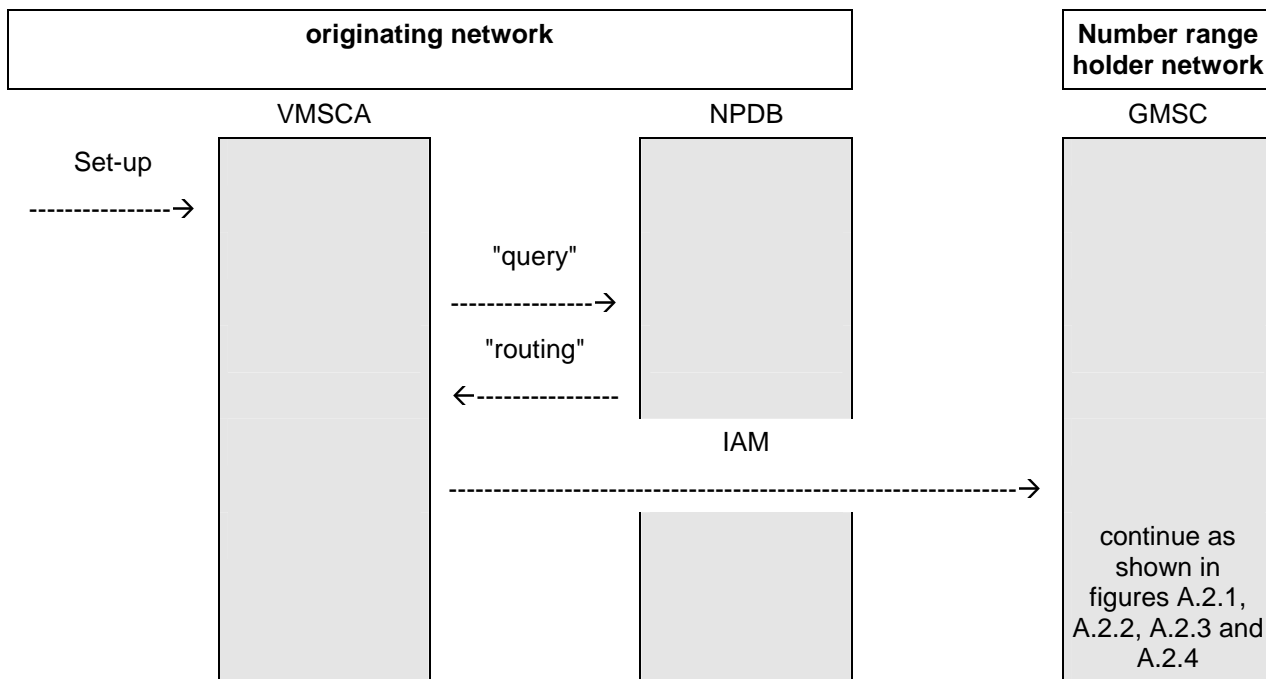 originating network
Number range
holder network
VMSCA
NPDB
GMSC
Set-up
----------------→
"query"
----------------→
"routing"
←----------------
IAM
----------------------------------------------------------------→
continue as
shown in
figures A.2.1,
A.2.2, A.2.3 and
A.2.4